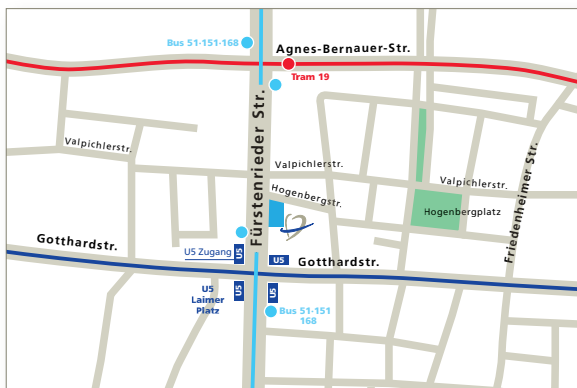 Bus 51-151-168
Agnes-Bernauer-Str.
Tram 19
Fürstenrieder Str.
Valpichlerstr.
Valpichlerstr.
Valpichlerstr.
Hogenbergstr.
Hogenbergplatz
Friedenheimer Str.
Gotthardstr.
U5 Zugang
U5
U5
Gotthardstr.
U5
Laimer
Platz
U5
U5
Bus 51-151
168